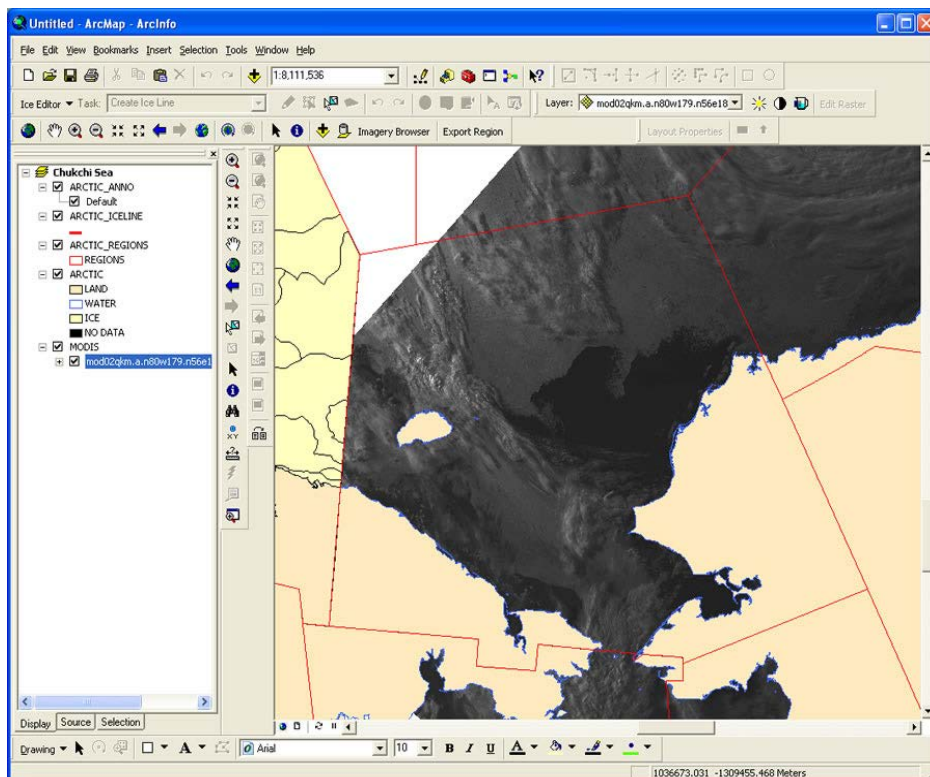 Untitled - ArcMap - ArcInfo
File Edit View Bookmarks Insert Selection Tools Window Help
1:8,111,536
Ice Editor Task: Create Ice Line
Layer: mod02qkm.a.n80w179.n56e18
Edit Raster
Imagery Browser Export Region Layout Properties
Chukchi Sea
ARCTIC_ANNO
Default
ARCTIC_ICELINE
ARCTIC_REGIONS
REGIONS
ARCTIC
LAND
WATER
ICE
NO DATA
MODIS
mod02qkm.a.n80w179.n56e1
1:1
XY
Display Source Selection
Drawing A Arial 10 B I U A
1036673.031 -1309455.468 Meters